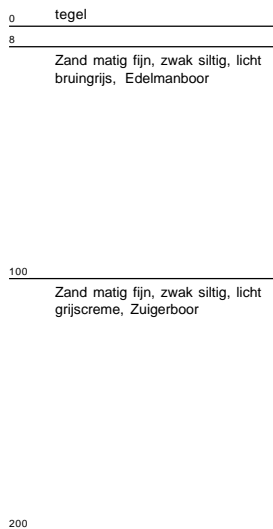 0 tegel
8
Zand matig fijn, zwak siltig, licht
bruingrijs, Edelmanboor
100
Zand matig fijn, zwak siltig, licht
grijscreme, Zuigerboor
200